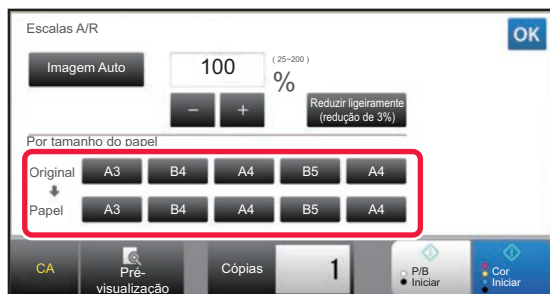 Escalas A/R
OK
Imagem Auto
100
( 25~200 )
%
−
+
Reduzir ligeiramente
(redução de 3%)
Por tamanho do papel
Original A3 B4 A4 B5 A4
Papel A3 B4 A4 B5 A4
CA
Pré-
visualização
Cópias
1
P/B
Iniciar
Cor
Iniciar